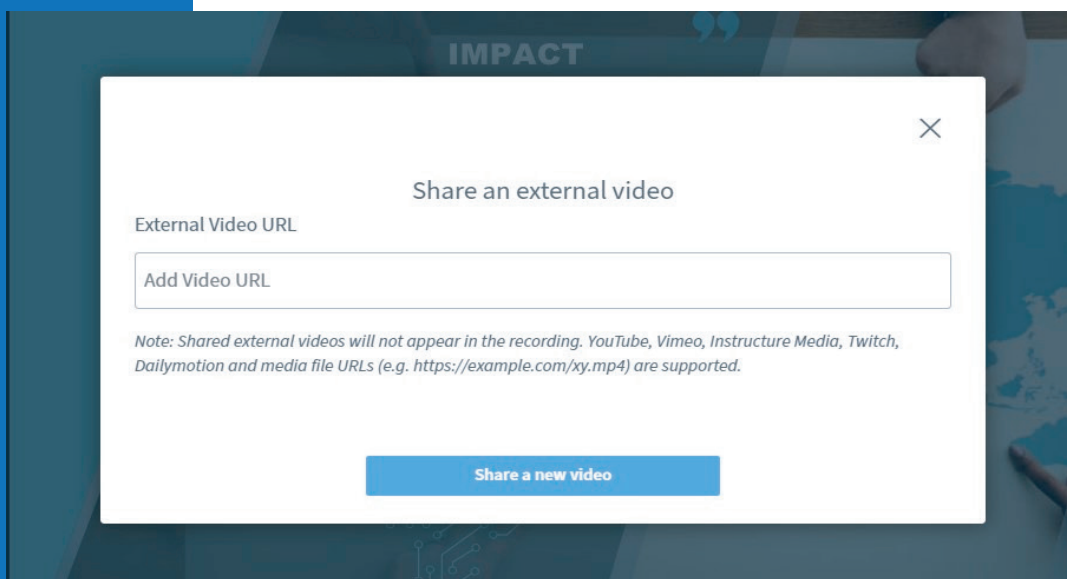 ”
IMPACT
Share an external video
External Video URL
Add Video URL
Note: Shared external videos will not appear in the recording. YouTube, Vimeo, Instructure Media, Twitch,
Dailymotion and media file URLs (e.g. https://example.com/xy.mp4) are supported.
Share a new video